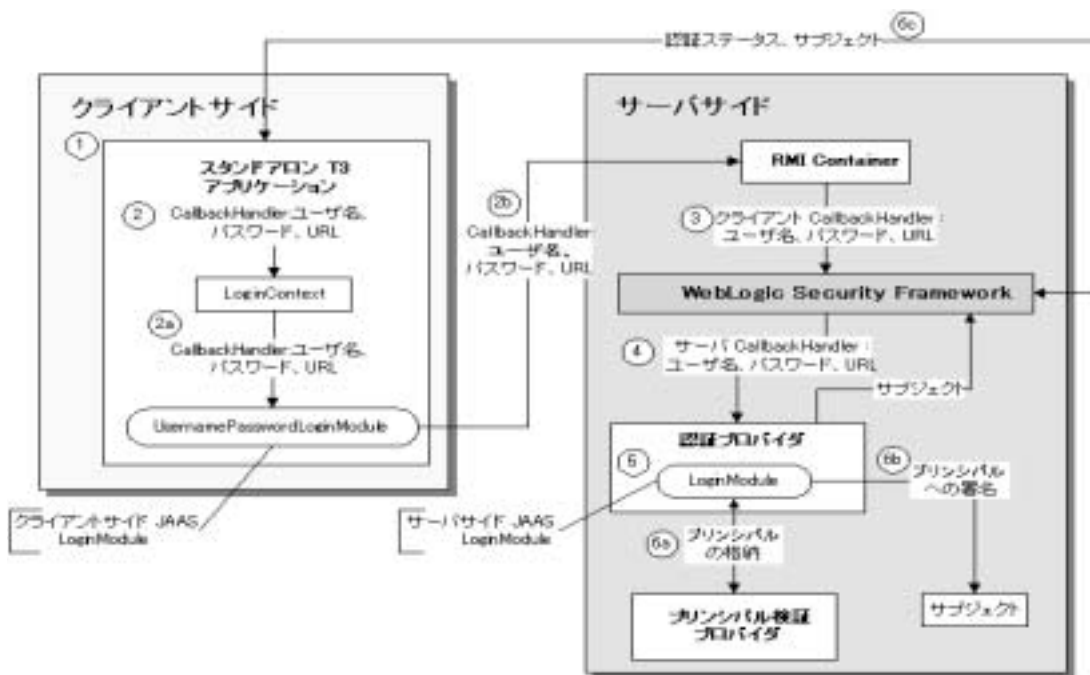 6c
認証ステータス、サブジェクト
クライアントサイド
1
スタンドアロン T3
アプリケーション
2
CallbackHandler:ユーザ名、
パスワード、URL
LoginContext
2a
CallbackHandler:ユーザ名、
パスワード、URL
UsernamePasswordLoginModule
クライアントサイド JAAS
LoginModule
2b
CallbackHandler:
ユーザ名、
パスワード、URL
サーバサイド
RMI Container
3
クライアント CallbackHandler:
ユーザ名、パスワード、URL
WebLogic Security Framework
4
サーバ CallbackHandler:
ユーザ名、パスワード、URL
サブジェクト
認証プロバイダ
5
LoginModule
サーバサイド JAAS
LoginModule
6b
プリンシパル
への署名
6a
プリンシパル
の格納
プリンシパル検証
プロバイダ
サブジェクト